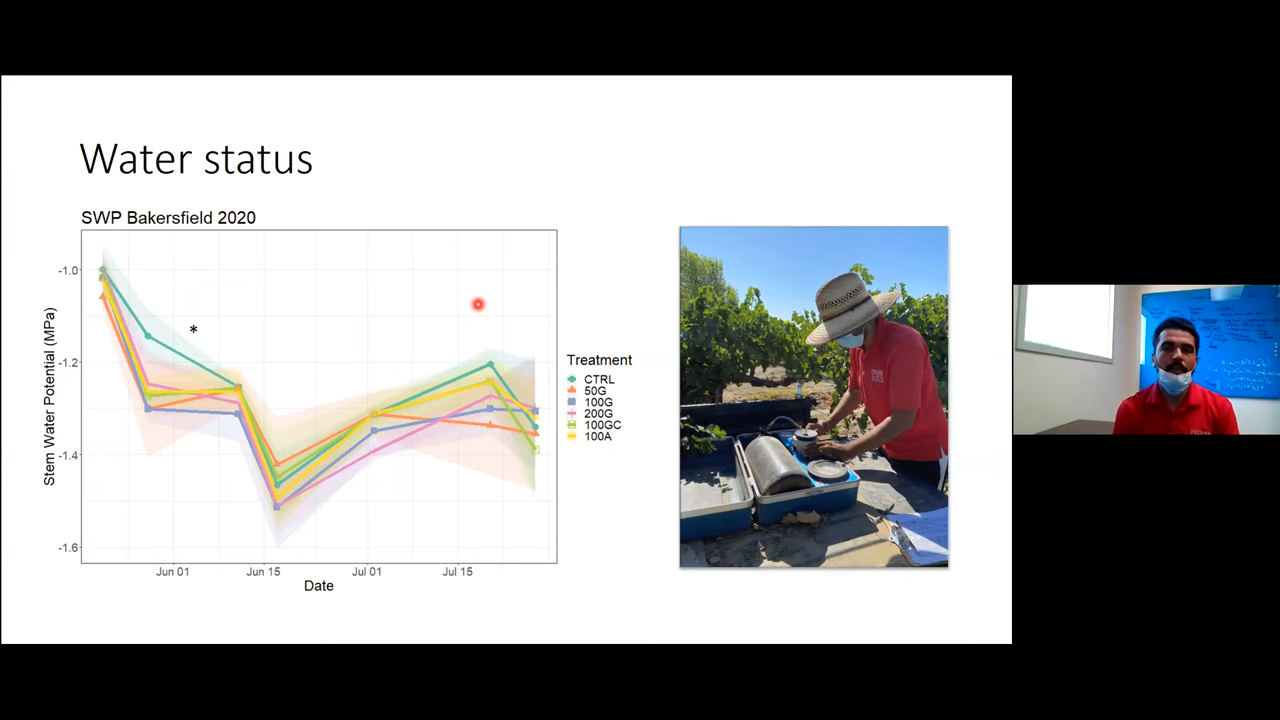 Water status
SWP Bakersfield 2020
Stem Water Potential (MPa)
-1.0
-1.2
-1.4
-1.6
*
Jun 01
Jun 15
Jul 01
Jul 15
Date
Treatment
CTRL
50G
100G
200G
100GC
100A